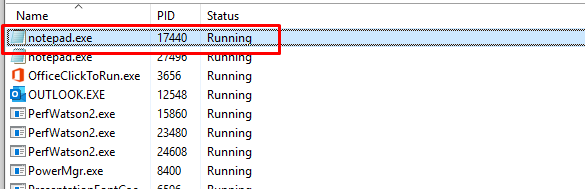 Name PID Status
notepad.exe 17440 Running
notepad.exe 27496 Running
OfficeClickToRun.exe 3656 Running
OUTLOOK.EXE 12548 Running
PerfWatson2.exe 15860 Running
PerfWatson2.exe 23480 Running
PerfWatson2.exe 24608 Running
PowerMgr.exe 8400 Running